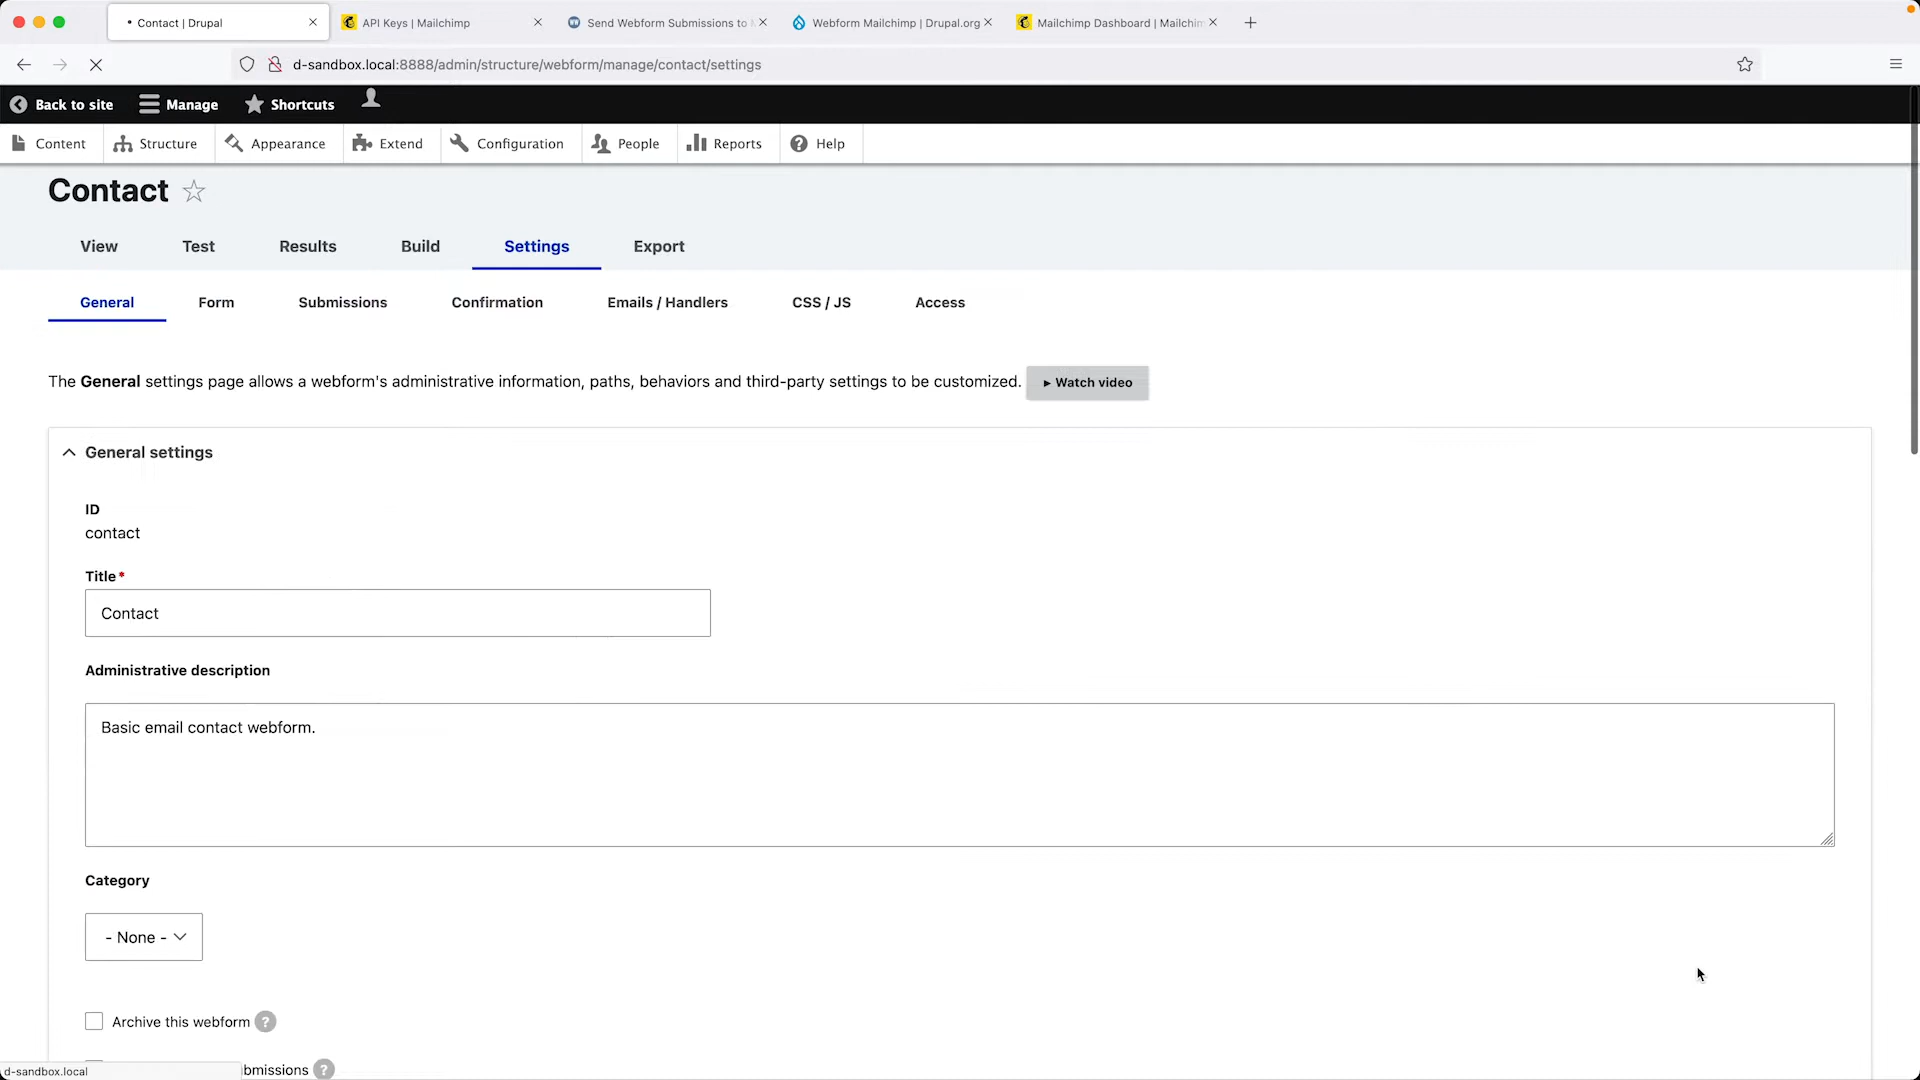 Contact | Drupal
API Keys | Mailchimp
Send Webform Submissions to
Webform Mailchimp | Drupal.org
Mailchimp Dashboard | Mailchim
d-sandbox.local:8888/admin/structure/webform/manage/contact/settings
Back to site
Manage
Shortcuts
Content
Structure
Appearance
Extend
Configuration
People
Reports
Help
Contact
View
Test
Results
Build
Settings
Export
General
Form
Submissions
Confirmation
Emails / Handlers
CSS / JS
Access
The General settings page allows a webform's administrative information, paths, behaviors and third-party settings to be customized.
Watch video
General settings
ID
contact
Title*
Contact
Administrative description
Basic email contact webform.
Category
- None -
Archive this webform ?
bmissions ?
d-sandbox.local